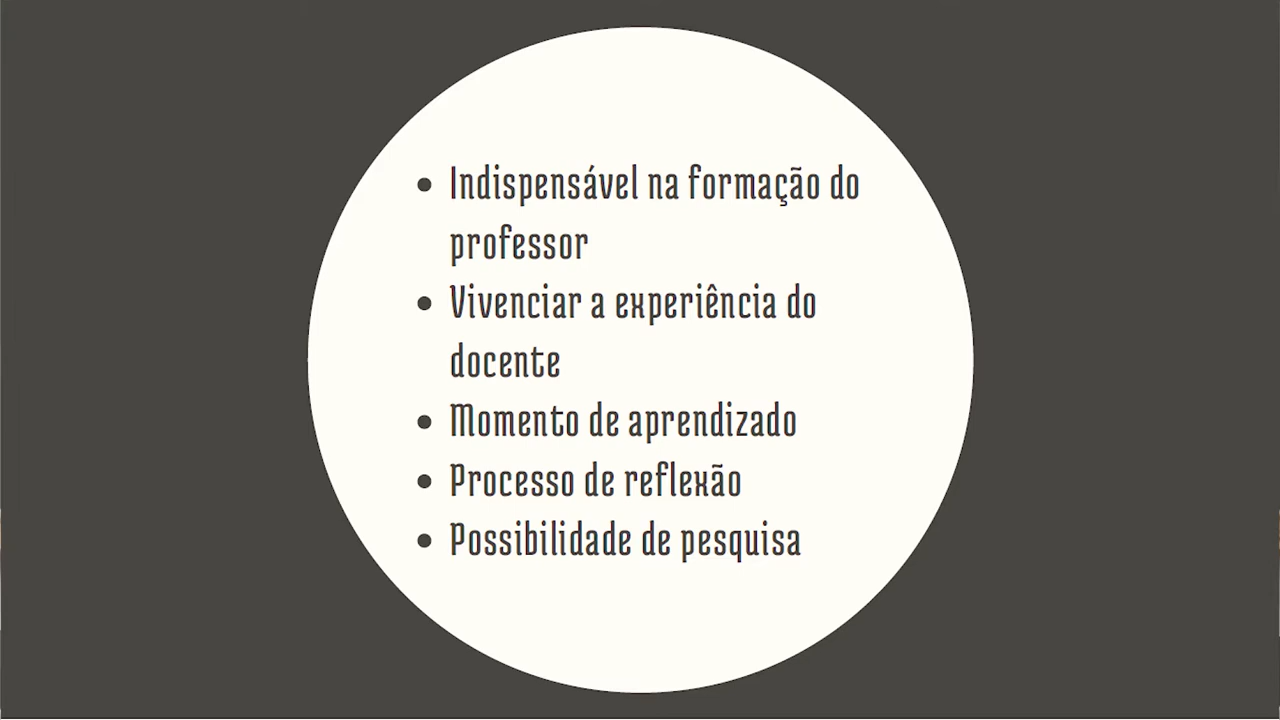 • Indispensável na formação do
professor
• Vivenciar a experiência do
docente
• Momento de aprendizado
• Processo de reflexão
• Possibilidade de pesquisa